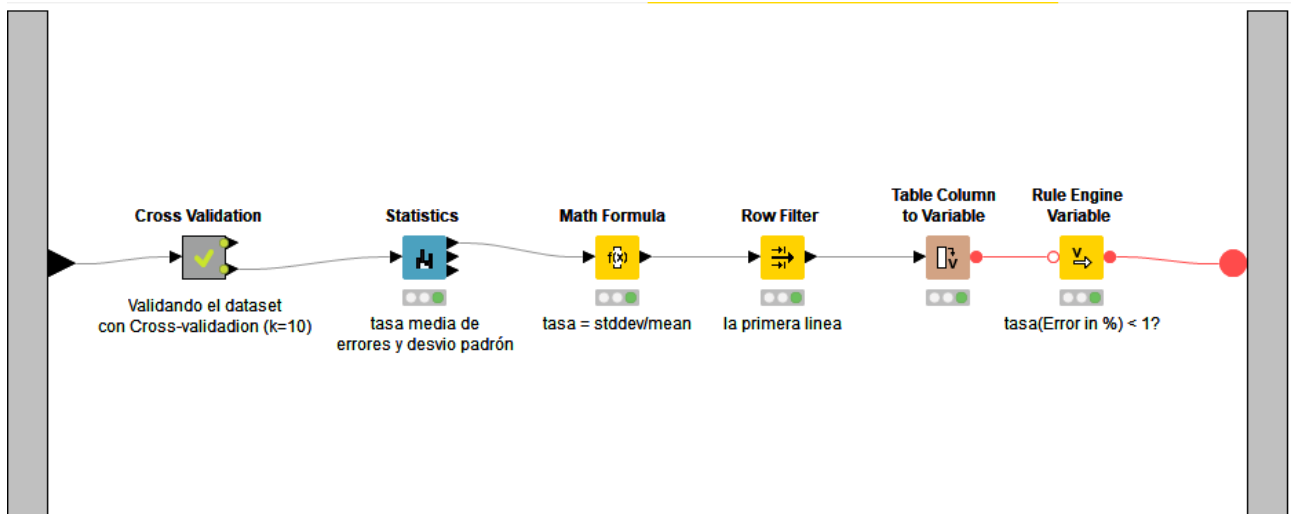 Cross Validation
Validando el dataset
con Cross-validadion (k=10)
Statistics
tasa media de
errores y desvio padrón
Math Formula
f(x)
tasa = stddev/mean
Row Filter
la primera linea
Table Column
to Variable
V
Rule Engine
Variable
V
tasa(Error in %) < 1?